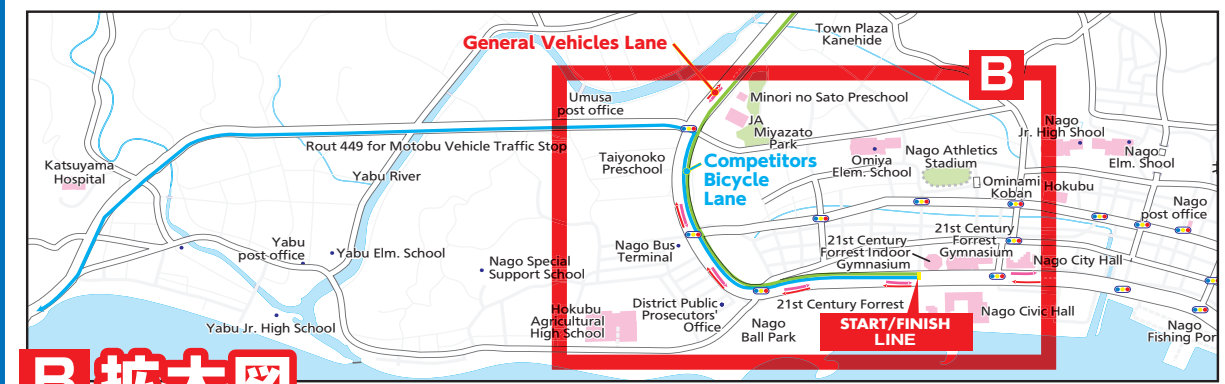 Town Plaza
Kanehide
General Vehicles Lane
B
Umusa
post office
Minori no Sato Preschool
JA
Miyazato
Park
Nago
Jr. High Shool
Rout 449 for Motobu Vehicle Traffic Stop
Taiyonoko
Preschool
Competitors
Bicycle
Lane
Omiya
Elem. School
Nago Athletics
Stadium
Nago
Elm. Shool
Katsuyama
Hospital
Yabu River
Ominami
Koban
Hokubu
Nago
post office
Yabu
post office
Yabu Elm. School
Nago Special
Support School
Nago Bus
Terminal
21st Century
Forrest Indoor
Gymnasium
21st Century
Forrest
Gymnasium
Nago City Hall
Yabu Jr. High School
Hokubu
Agricultural
High School
District Public
Prosecutors'
Office
21st Century Forrest
Nago
Ball Park
START/FINISH
LINE
Nago Civic Hall
Nago
Fishing Por
B 拡大図